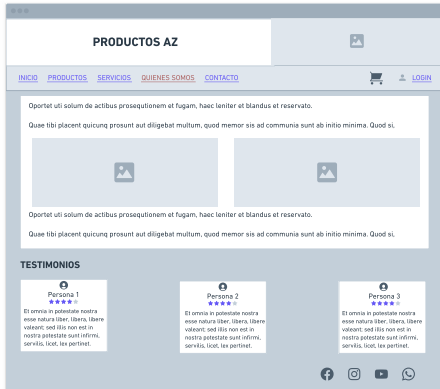 PRODUCTOS AZ
INICIO PRODUCTOS SERVICIOS QUIENES SOMOS CONTACTO LOGIN
Oportet uti solum de actibus prosequtionem et fugam, haec leniter et blandus et reservato.
Quae tibi placent quicunq prosunt aut diligebat multum, quod memor sis ad communia sunt ab initio minima. Quod si,
Oportet uti solum de actibus prosequtionem et fugam, haec leniter et blandus et reservato.
Quae tibi placent quicunq prosunt aut diligebat multum, quod memor sis ad communia sunt ab initio minima. Quod si,
TESTIMONIOS
Persona 1
Et omnia in potestate nostra
esse natura liber, libera, libere
valeant; sed illis non est in
nostra potestate sunt infirmi,
servilis, licet, lex pertinet.
Persona 2
Et omnia in potestate nostra
esse natura liber, libera, libere
valeant; sed illis non est in
nostra potestate sunt infirmi,
servilis, licet, lex pertinet.
Persona 3
Et omnia in potestate nostra
esse natura liber, libera, libere
valeant; sed illis non est in
nostra potestate sunt infirmi,
servilis, licet, lex pertinet.